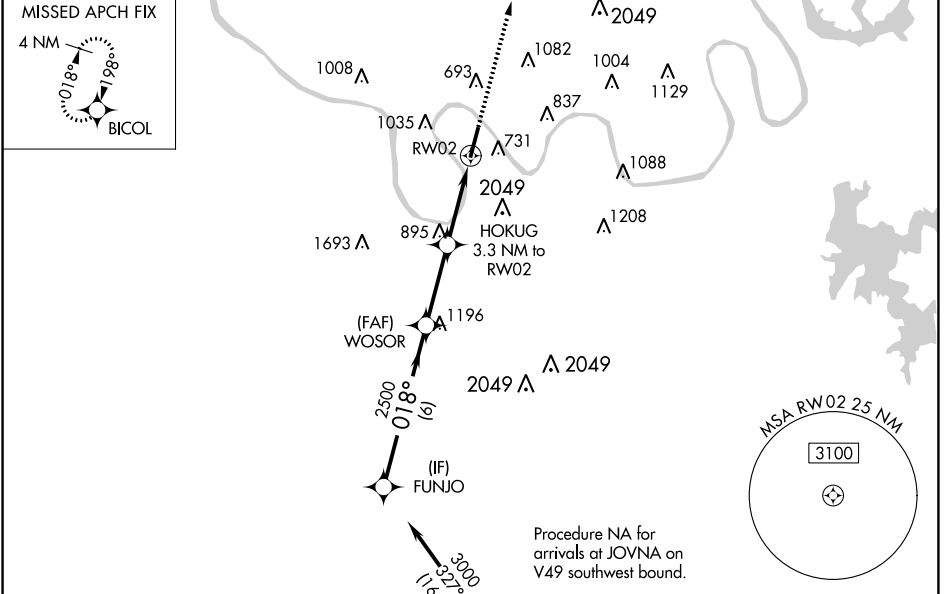 MISSED APCH FIX
4 NM
018°
198°
BICOL
2049
1082
1004
1008
693
1129
837
1035
RW02
731
1088
2049
1208
895
HOKUG
3.3 NM to
RW02
1693
1196
(FAF)
WOSOR
2049
2049
2500
018°
(6)
MSA RW02 25 NM
3100
(IF)
FUNJO
Procedure NA for
arrivals at JOVNA on
V49 southwest bound.
3000
327°